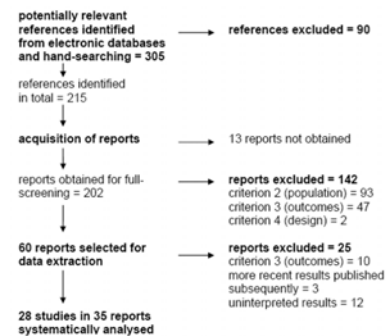 potentially relevant
references identified
from electronic databases
and hand-searching = 305
references excluded = 90
references identified
in total = 215
acquisition of reports
13 reports not obtained
reports obtained for full-
screening = 202
reports excluded = 142
criterion 2 (population) = 93
criterion 3 (outcomes) = 47
criterion 4 (design) = 2
60 reports selected for
data extraction
reports excluded = 25
criterion 3 (outcomes) = 10
more recent results published
subsequently = 3
uninterpreted results = 12
28 studies in 35 reports
systematically analysed